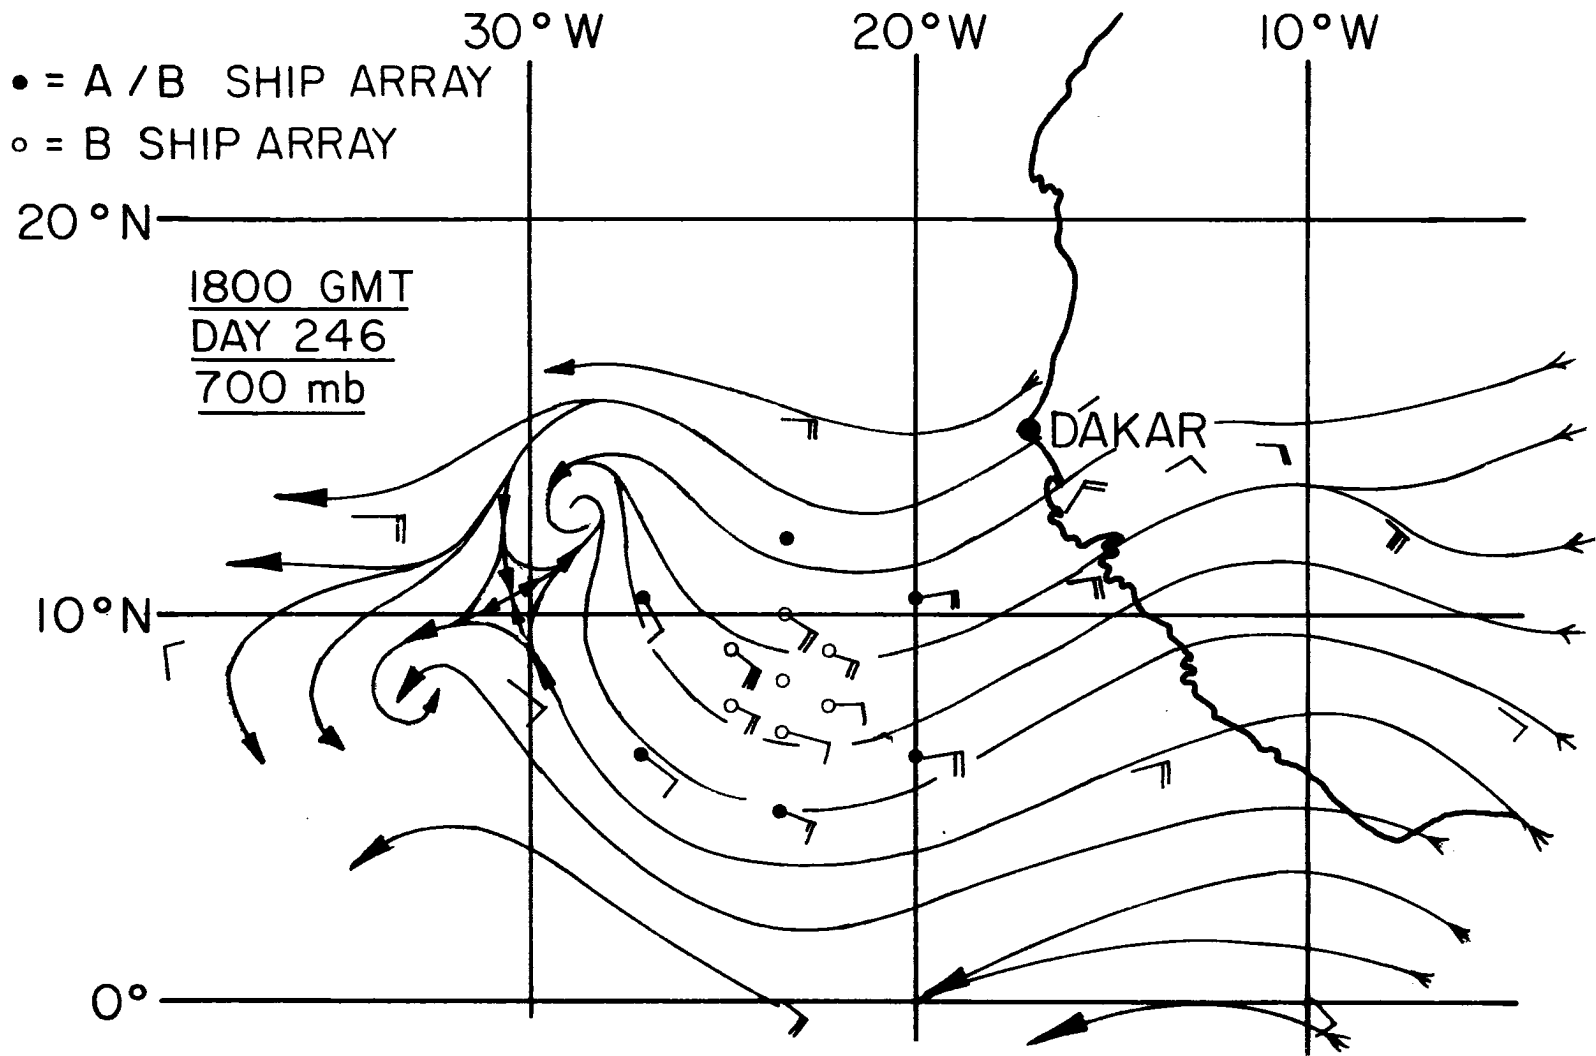 30°W 20°W 10°W
• = A/B SHIP ARRAY
○ = B SHIP ARRAY
20°N
1800 GMT
DAY 246
700 mb
DAKAR
10°N
0°